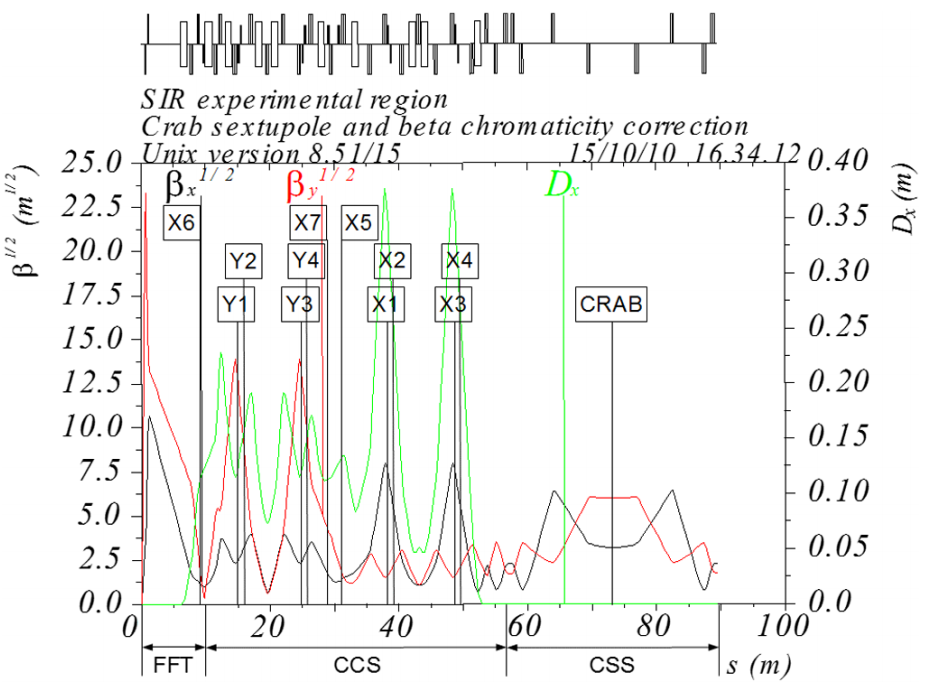 SIR experimental region
Crab sextupole and beta chromaticity correction
Unix version 8.51/15 15/10/10 16.34.12
25.0 βx 1/2 βy 1/2 Dx 0.40
22.5 X6 X7 X5 0.35
20.0 Y2 Y4 X2 X4 0.30
17.5 Y1 Y3 X1 X3 CRAB 0.25
15.0
12.5 0.20
10.0 0.15
7.5
5.0 0.10
2.5 0.05
0.0 0.0
β 1/2 (m 1/2)
Dx (m)
0 20 40 60 80 100
FFT CCS CSS s (m)